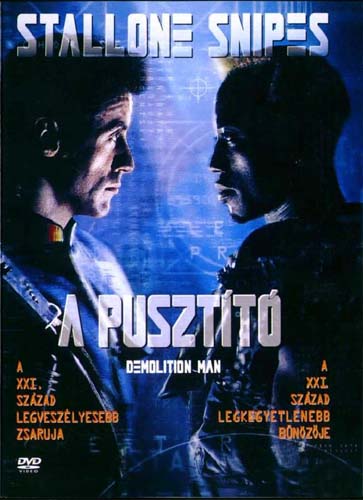 STALLONE SNIPES
A PUSZTÍTÓ
DEMOLITION MAN
A
XXI.
SZÁZAD
LEGVESZÉLYESEBB
ZSARUJA
A
XXI.
SZÁZAD
LEGKEGYETLENEBB
BŰNÖZŐJE
DVD
VIDEO